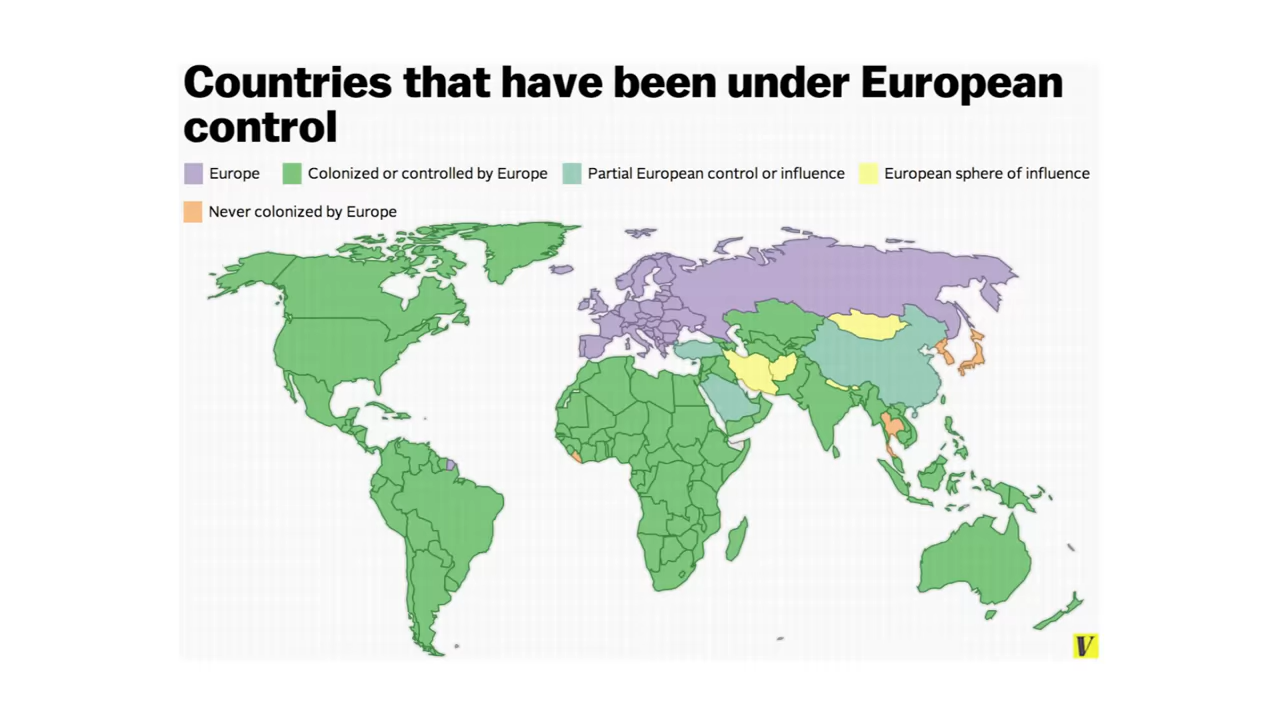 Countries that have been under European
control
Europe Colonized or controlled by Europe Partial European control or influence European sphere of influence
Never colonized by Europe
V